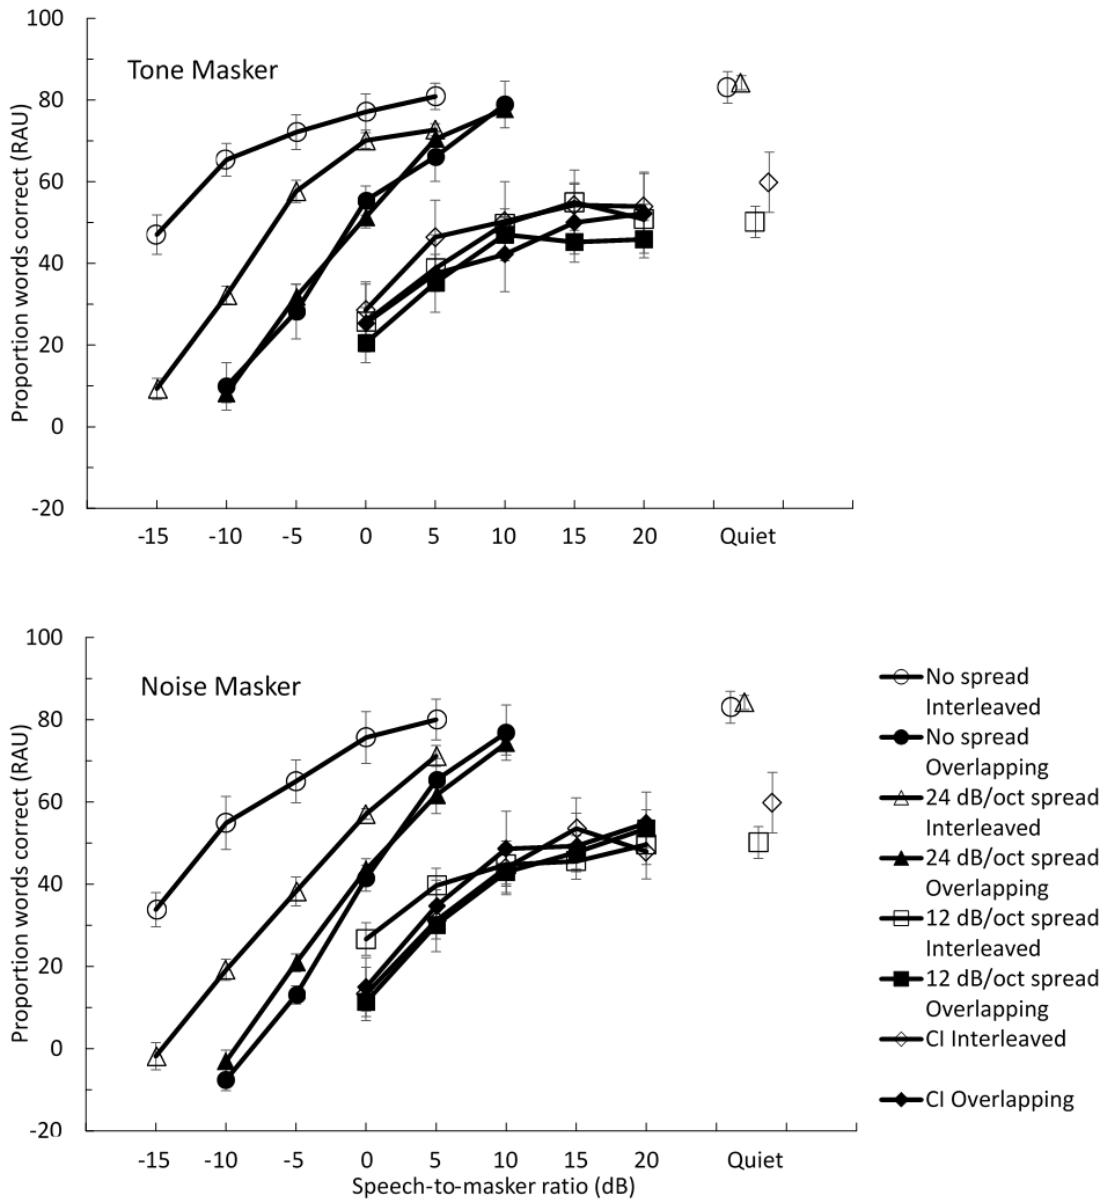 100
80
60
40
20
0
-20
Proportion words correct (RAU)
Tone Masker
-15 -10 -5 0 5 10 15 20 Quiet
100
80
60
40
20
0
-20
Proportion words correct (RAU)
Noise Masker
-15 -10 -5 0 5 10 15 20 Quiet
Speech-to-masker ratio (dB)
No spread
Interleaved
No spread
Overlapping
24 dB/oct spread
Interleaved
24 dB/oct spread
Overlapping
12 dB/oct spread
Interleaved
12 dB/oct spread
Overlapping
CI Interleaved
CI Overlapping